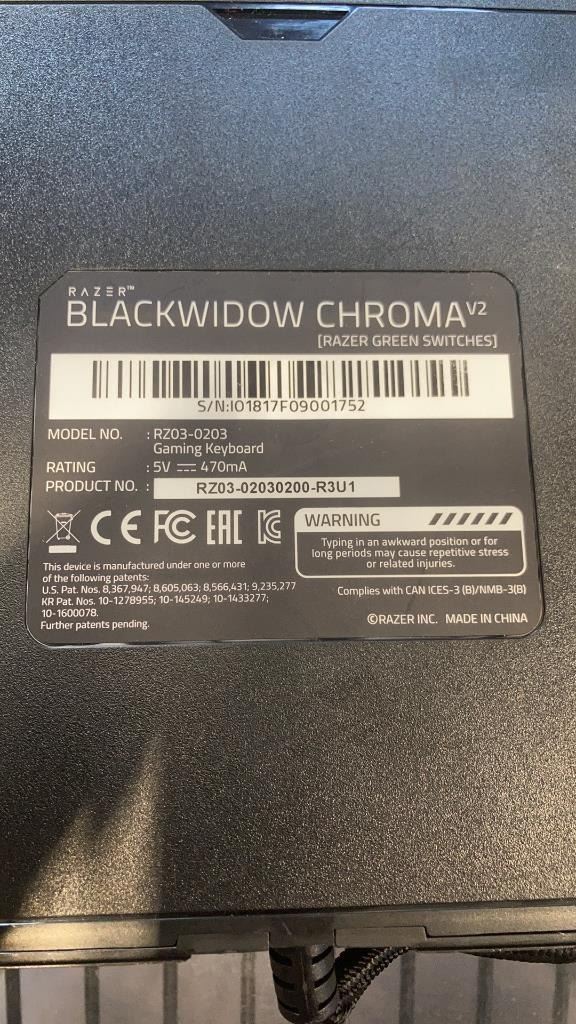 RAZER™
BLACKWIDOW CHROMA V2
[RAZER GREEN SWITCHES]
S/N:IO1817F09001752
MODEL NO. : RZ03-0203
Gaming Keyboard
RATING : 5V ⎓ 470mA
PRODUCT NO. : RZ03-02030200-R3U1
CE FC EAC KC
WARNING
Typing in an awkward position or for
long periods may cause repetitive stress
or related injuries.
This device is manufactured under one or more
of the following patents:
U.S. Pat. Nos. 8,367,947; 8,605,063; 8,566,431; 9,235,277
KR Pat. Nos. 10-1278955; 10-145249; 10-1433277;
10-1600078.
Further patents pending.
Complies with CAN ICES-3 (B)/NMB-3(B)
©RAZER INC. MADE IN CHINA